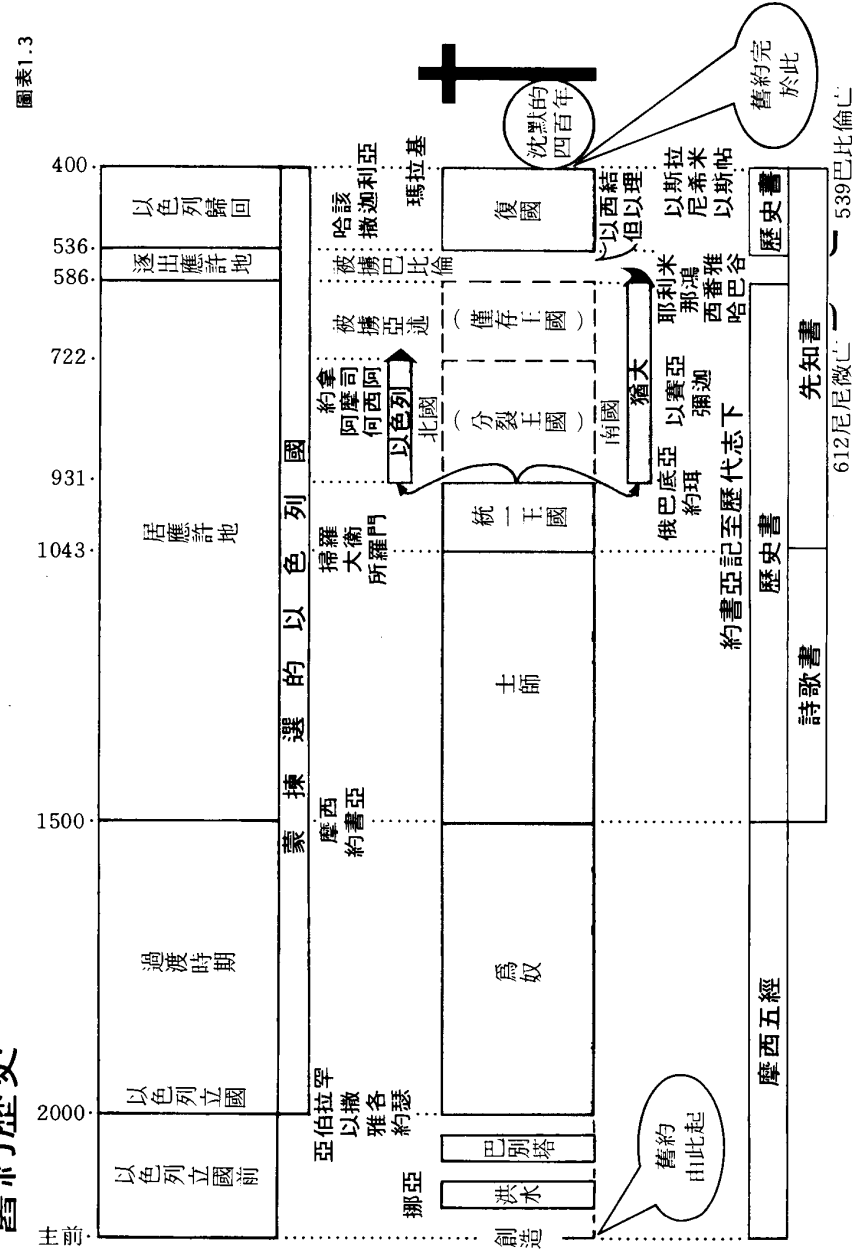 舊約歷史
圖表1.3
主前
2000
1500
1043
931
722
586
536
400
以色列立國前
以色列立國
過渡時期
居應許地
逐出應許地
以色列歸回
蒙揀選的以色列國
挪亞
亞伯拉罕
以撒
雅各
約瑟
摩西
約書亞
掃羅
大衞
所羅門
約拿
阿摩司
何西阿
以色列
北國
被擄亞述
被擄巴比倫
哈該
撒迦利亞
瑪拉基
創造
洪水
巴別塔
為奴
士師
統一王國
(分裂王國)
(僅存王國)
復國
沈默的
四百年
南國
猶大
以西結
但以理
俄巴底亞
約珥
以賽亞
彌迦
耶利米
那鴻
西番雅
哈巴谷
以斯拉
尼希米
以斯帖
舊約
由此起
舊約完
於此
約書亞記至歷代志下
摩西五經
歷史書
歷史書
詩歌書
先知書
612尼尼微亡
539巴比倫亡